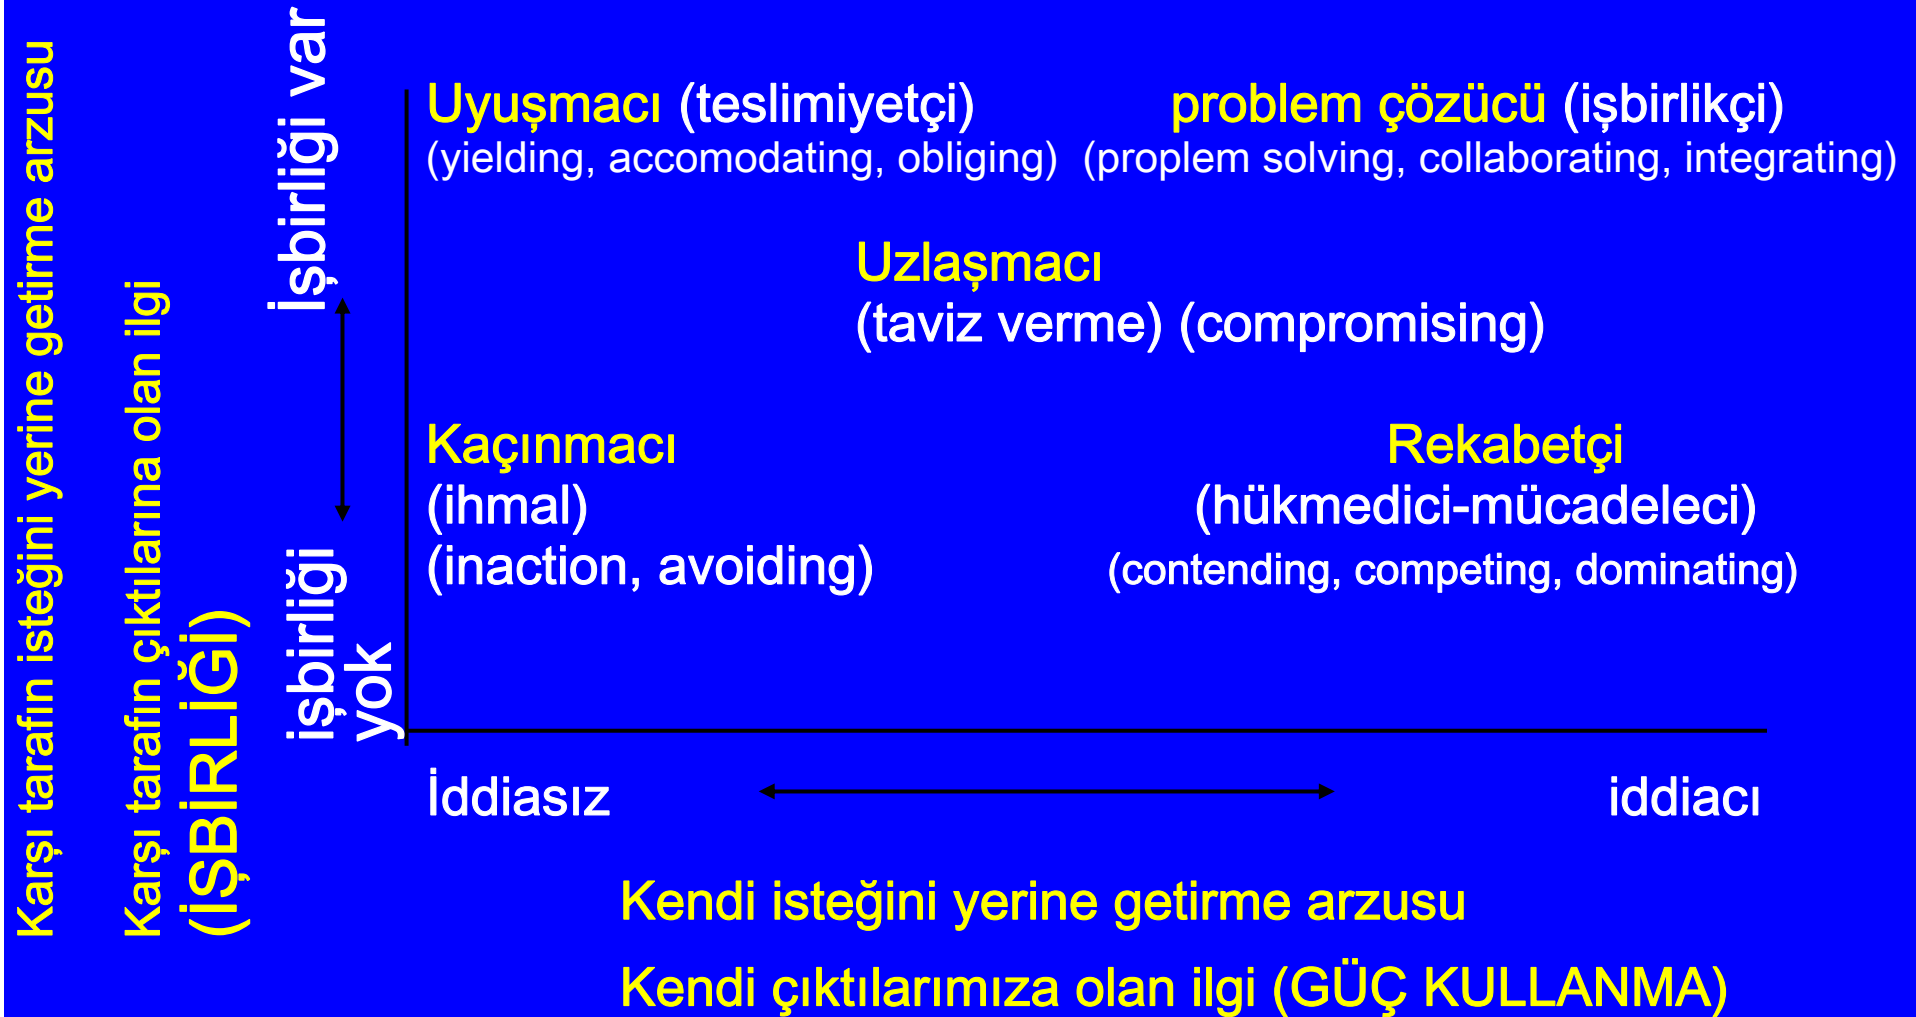 Karşı tarafın isteğini yerine getirme arzusu
Karşı tarafın çıktılarına olan ilgi
(İŞBİRLİĞİ)
İşbirliği var
işbirliği
yok
Uyuşmacı (teslimiyetçi)
(yielding, accomodating, obliging)
problem çözücü (işbirlikçi)
(proplem solving, collaborating, integrating)
Uzlaşmacı
(taviz verme) (compromising)
Kaçınmacı
(ihmal)
(inaction, avoiding)
Rekabetçi
(hükmedici-mücadeleci)
(contending, competing, dominating)
İddiasız
iddiacı
Kendi isteğini yerine getirme arzusu
Kendi çıktılarımıza olan ilgi (GÜÇ KULLANMA)